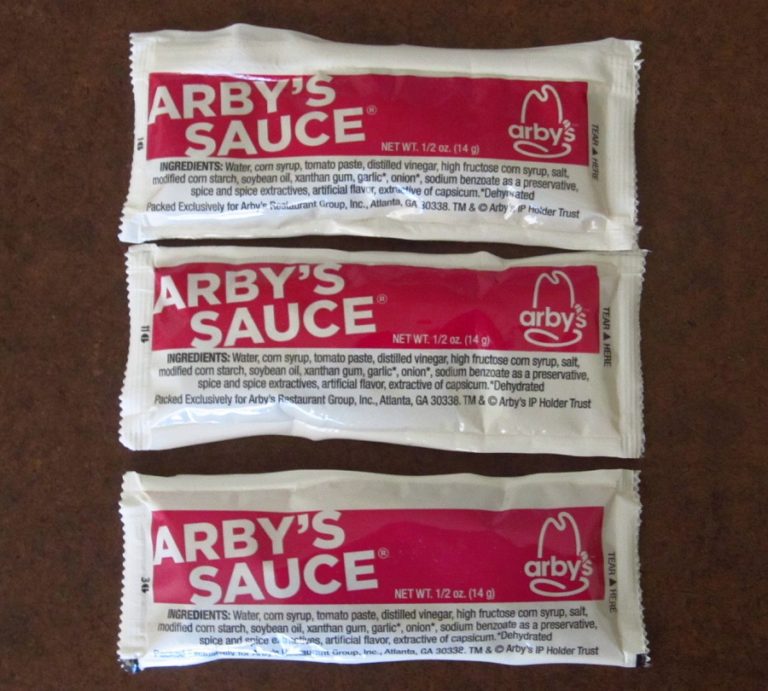 ARBY'S
SAUCE®
NET WT. 1/2 oz. (14 g)
arby's
TEAR ▲ HERE
INGREDIENTS: Water, corn syrup, tomato paste, distilled vinegar, high fructose corn syrup, salt,
modified corn starch, soybean oil, xanthan gum, garlic*, onion*, sodium benzoate as a preservative,
spice and spice extractives, artificial flavor, extractive of capsicum.*Dehydrated
Packed Exclusively for Arby's Restaurant Group, Inc., Atlanta, GA 30338. TM & © Arby's IP Holder Trust
ARBY'S
SAUCE®
NET WT. 1/2 oz. (14 g)
arby's
TEAR ▲ HERE
INGREDIENTS: Water, corn syrup, tomato paste, distilled vinegar, high fructose corn syrup, salt,
modified corn starch, soybean oil, xanthan gum, garlic*, onion*, sodium benzoate as a preservative,
spice and spice extractives, artificial flavor, extractive of capsicum.*Dehydrated
Packed Exclusively for Arby's Restaurant Group, Inc., Atlanta, GA 30338. TM & © Arby's IP Holder Trust
ARBY'S
SAUCE®
NET WT. 1/2 oz. (14 g)
arby's
TEAR ▲ HERE
INGREDIENTS: Water, corn syrup, tomato paste, distilled vinegar, high fructose corn syrup, salt,
modified corn starch, soybean oil, xanthan gum, garlic*, onion*, sodium benzoate as a preservative,
spice and spice extractives, artificial flavor, extractive of capsicum.*Dehydrated
Packed Exclusively for Arby's Restaurant Group, Inc., Atlanta, GA 30338. TM & © Arby's IP Holder Trust